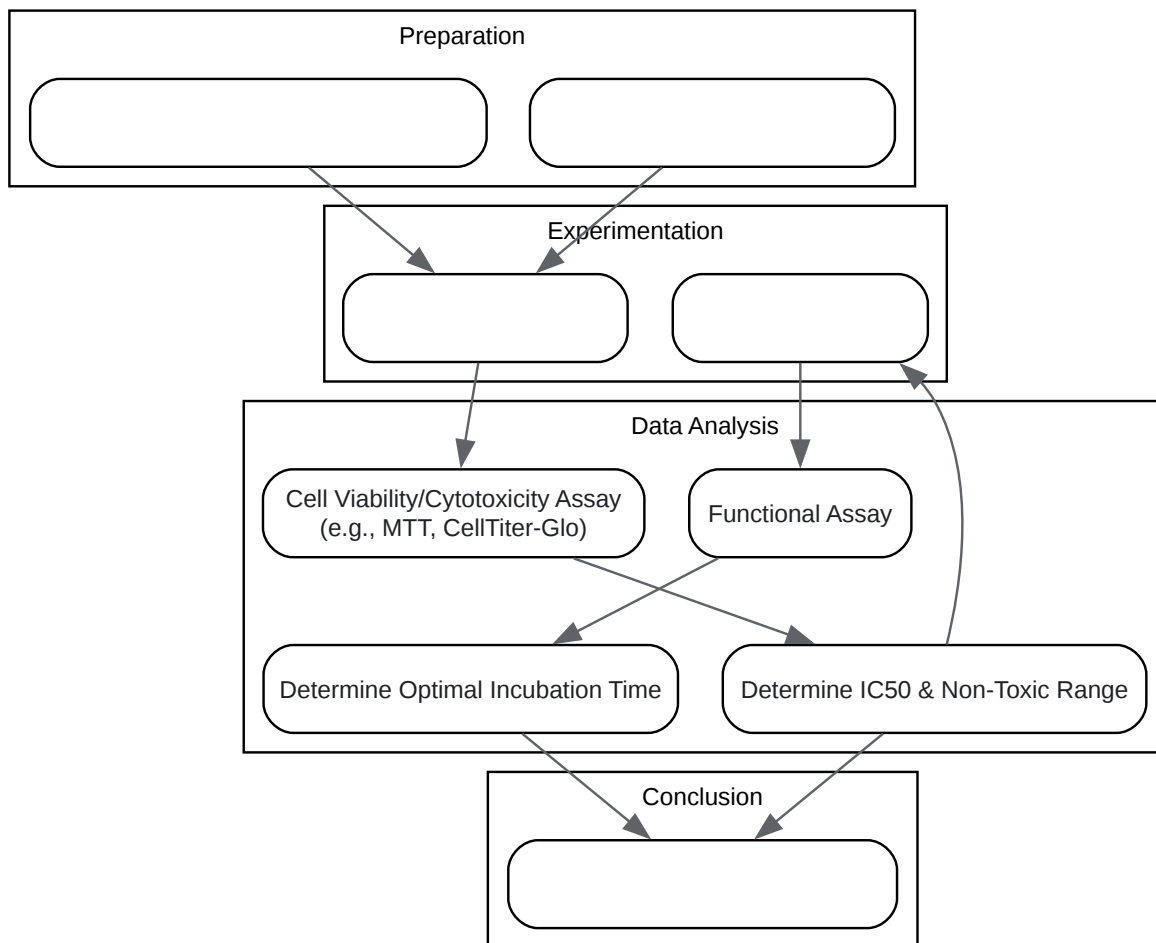 Preparation
Experimentation
Data Analysis
Cell Viability/Cytotoxicity Assay
(e.g., MTT, CellTiter-Glo)
Functional Assay
Determine Optimal Incubation Time
Determine IC50 & Non-Toxic Range
Conclusion